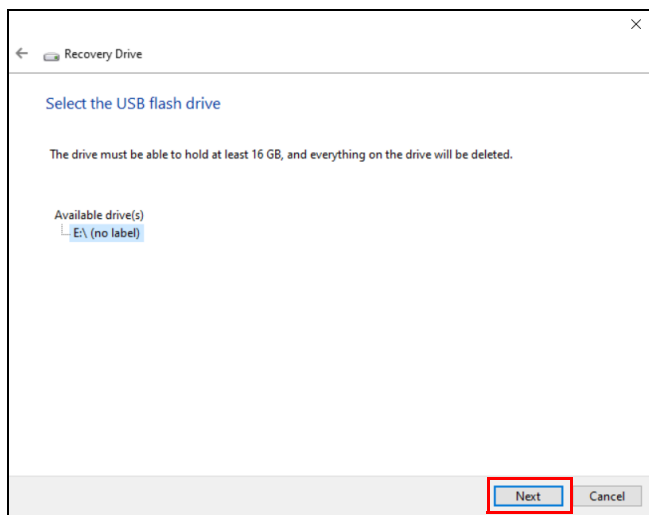 Recovery Drive
Select the USB flash drive
The drive must be able to hold at least 16 GB, and everything on the drive will be deleted.
Available drive(s)
E:\ (no label)
Next Cancel